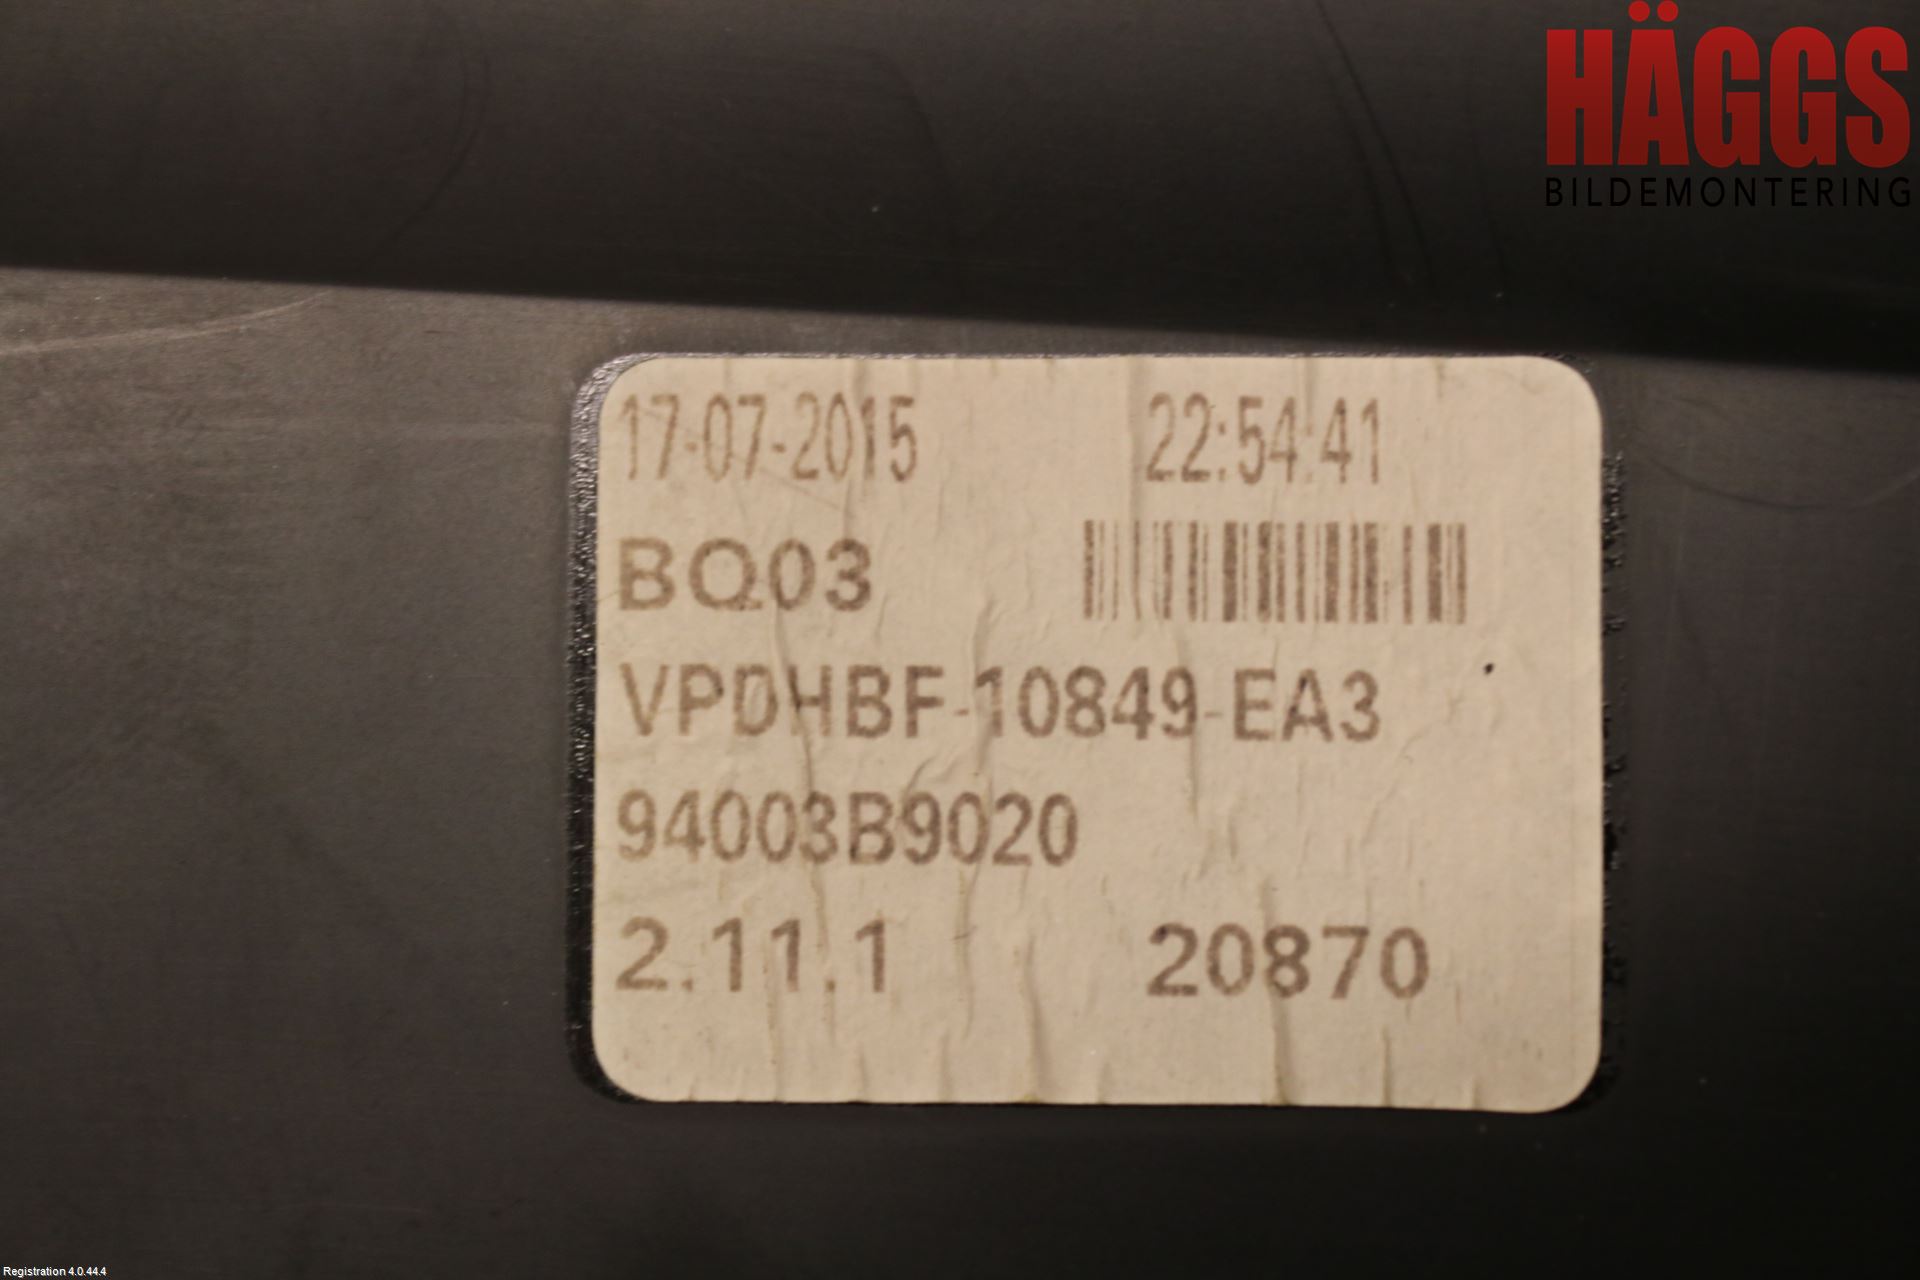 HÄGGS
BILDEMONTERING
17-07-2015 22:54:41
BQ03
VPDHBF-10849-EA3
94003B9020
2.11.1 20870
Registration 4.0.44.4